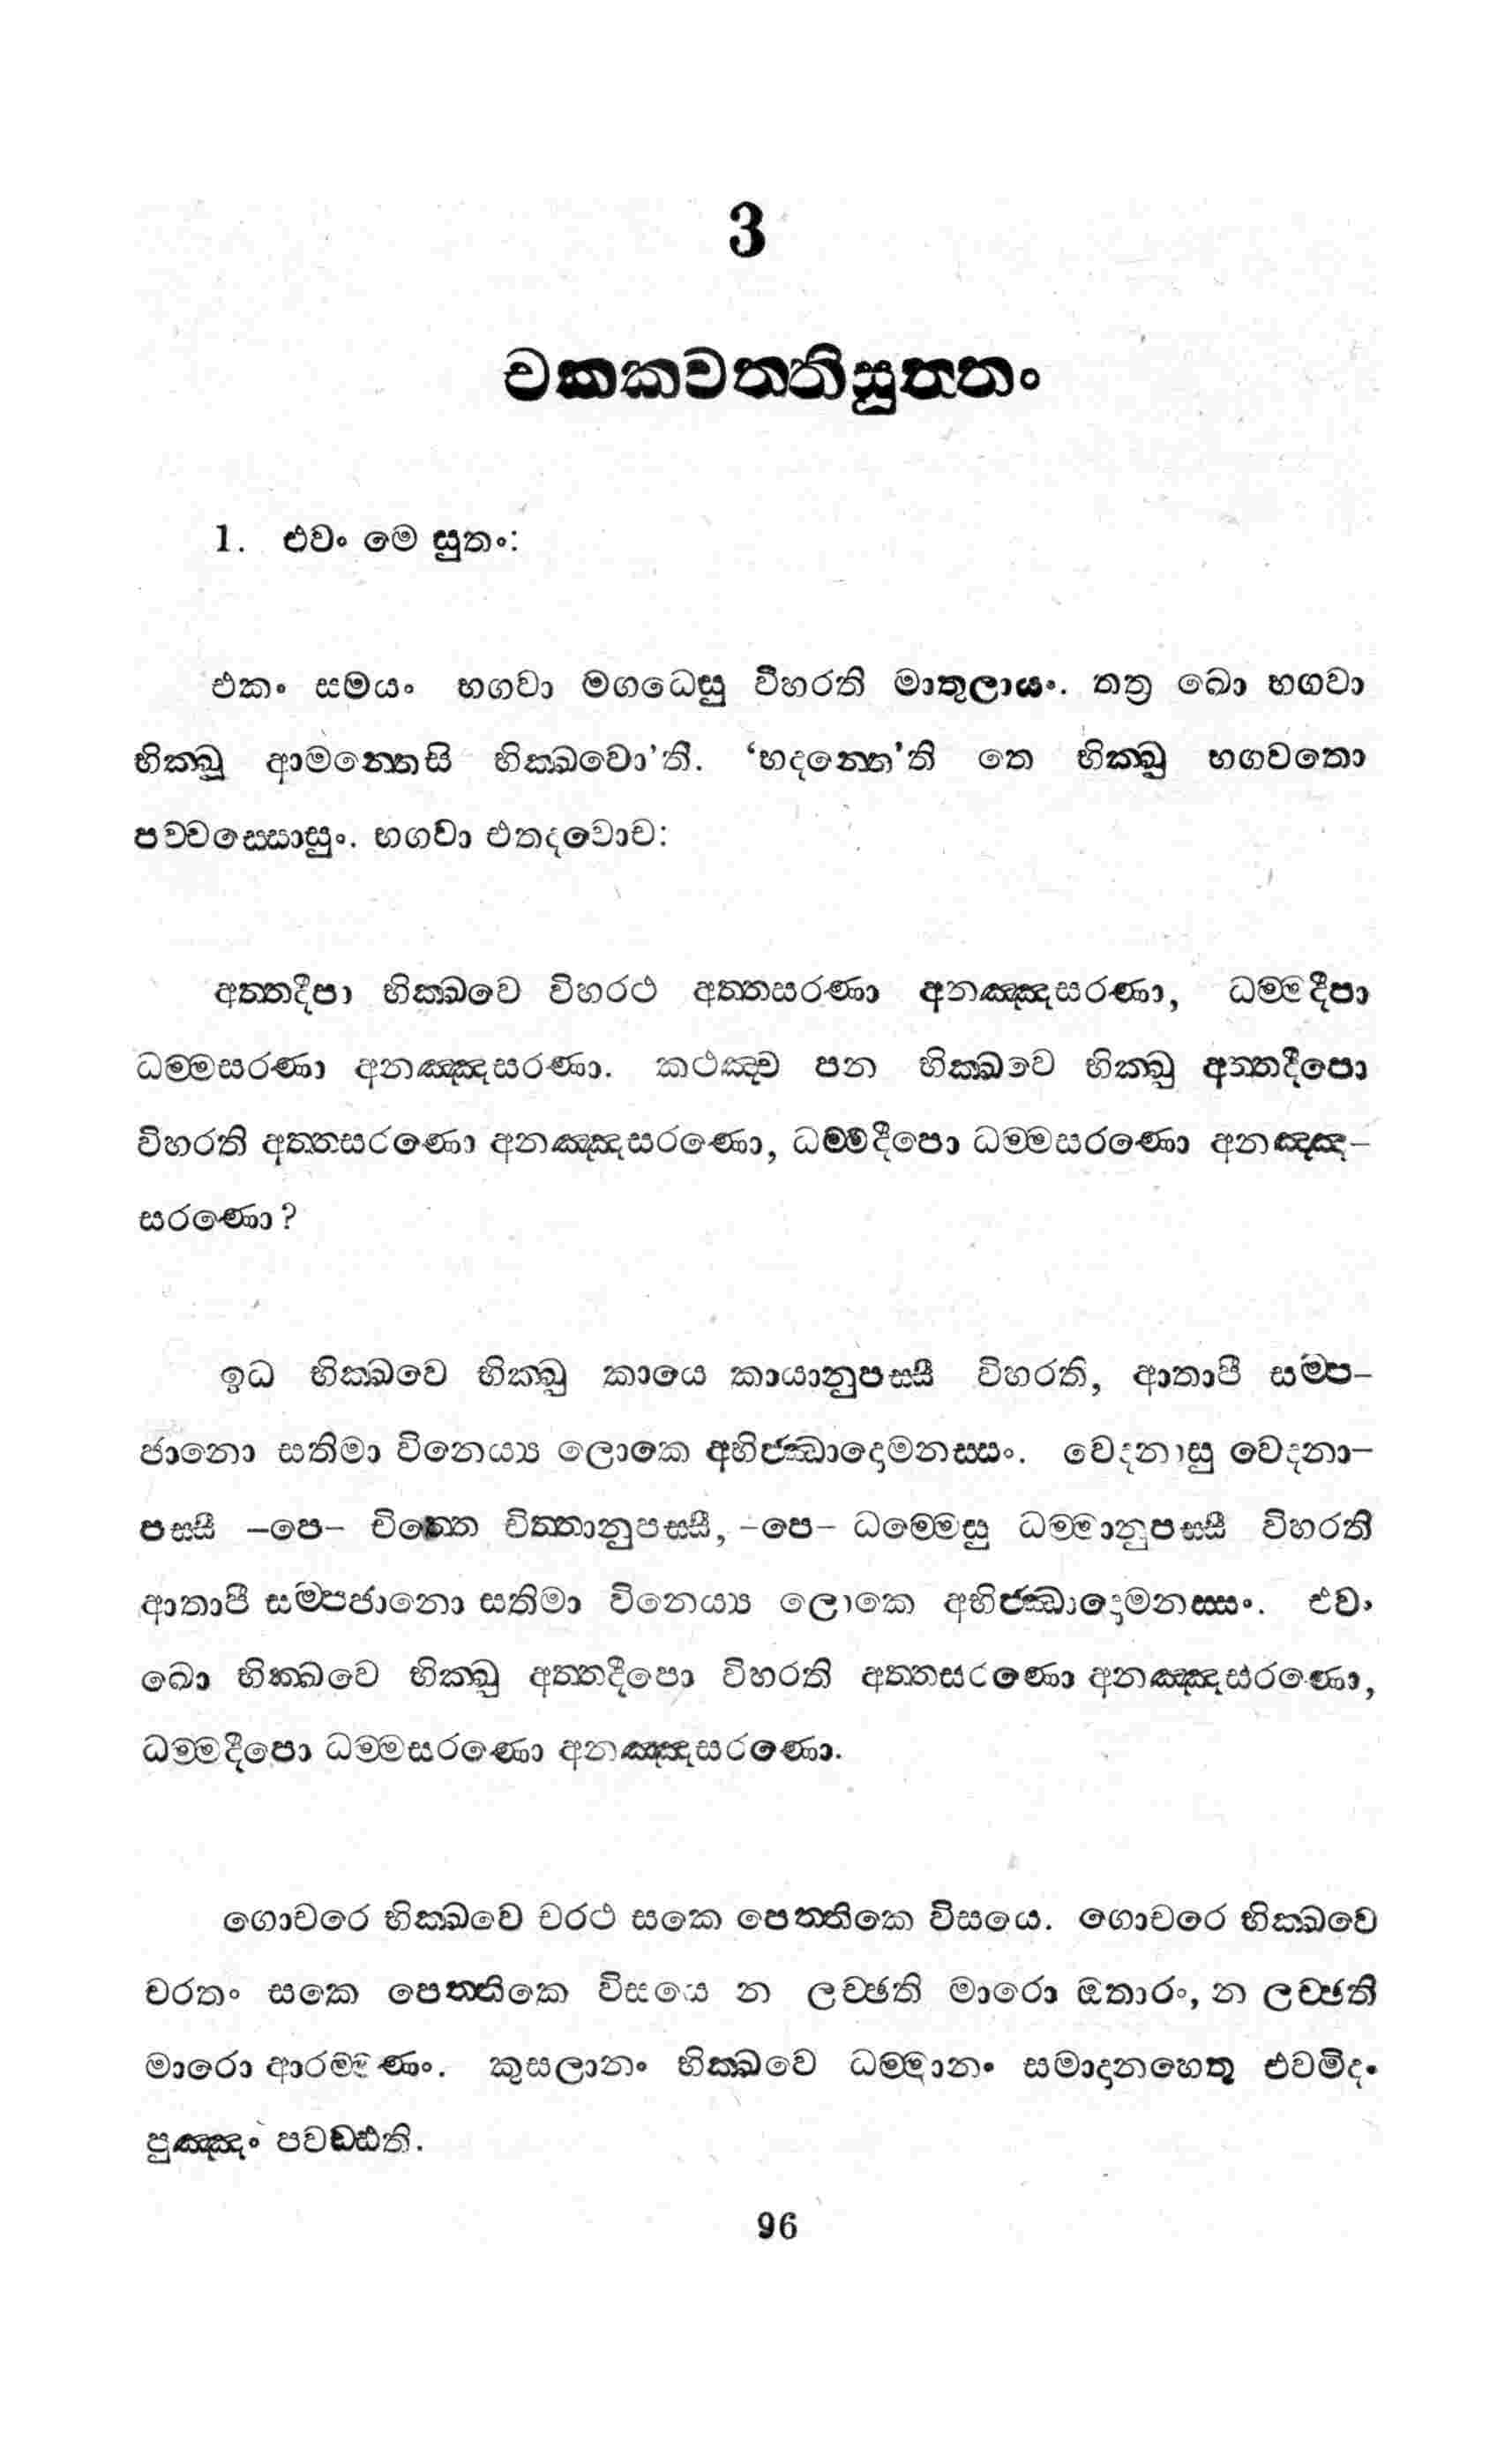 3
චක්කවත්තිසුත්තං
1. එවං මෙ සුතං:
එකං සමයං භගවා මගධෙසු විහරති මාතුලායං. තත්‍ර ඛො භගවා
භික්ඛූ ආමන්තෙසි භික්ඛවො'ති. ‘භදන්තෙ'ති තෙ භික්ඛු භගවතො
පච්චස්සොසුං. භගවා එතදවොච:
අත්තදීපා භික්ඛවෙ විහරථ අත්තසරණා අනඤ්ඤසරණා, ධම්මදීපා
ධම්මසරණා අනඤ්ඤසරණා. කථඤ්ච පන භික්ඛවෙ භික්ඛු අත්තදීපො
විහරති අත්තසරණො අනඤ්ඤසරණො, ධම්මදීපො ධම්මසරණො අනඤ්ඤ-
සරණො?
ඉධ භික්ඛවෙ භික්ඛු කායෙ කායානුපස්සී විහරති, ආතාපී සම්ප-
ජානො සතිමා විනෙය්‍ය ලොකෙ අභිජ්ඣාදොමනස්සං. වෙදනාසු වෙදනා-
පස්සී –පෙ– චිත්තෙ චිත්තානුපස්සී, –පෙ– ධම්මෙසු ධම්මානුපස්සී විහරති
ආතාපී සම්පජානො සතිමා විනෙය්‍ය ලොකෙ අභිජ්ඣාදොමනස්සං. එවං
ඛො භික්ඛවෙ භික්ඛු අත්තදීපො විහරති අත්තසරණො අනඤ්ඤසරණො,
ධම්මදීපො ධම්මසරණො අනඤ්ඤසරණො.
ගොචරෙ භික්ඛවෙ චරථ සකෙ පෙත්තිකෙ විසයෙ. ගොචරෙ භික්ඛවෙ
චරතං සකෙ පෙත්තිකෙ විසයෙ න ලච්ඡති මාරො ඔතාරං, න ලච්ඡති
මාරො ආරම්මණං. කුසලානං භික්ඛවෙ ධම්මානං සමාදානහෙතු එවමිදං
පුඤ්ඤං පවඩ්ඪති.
96